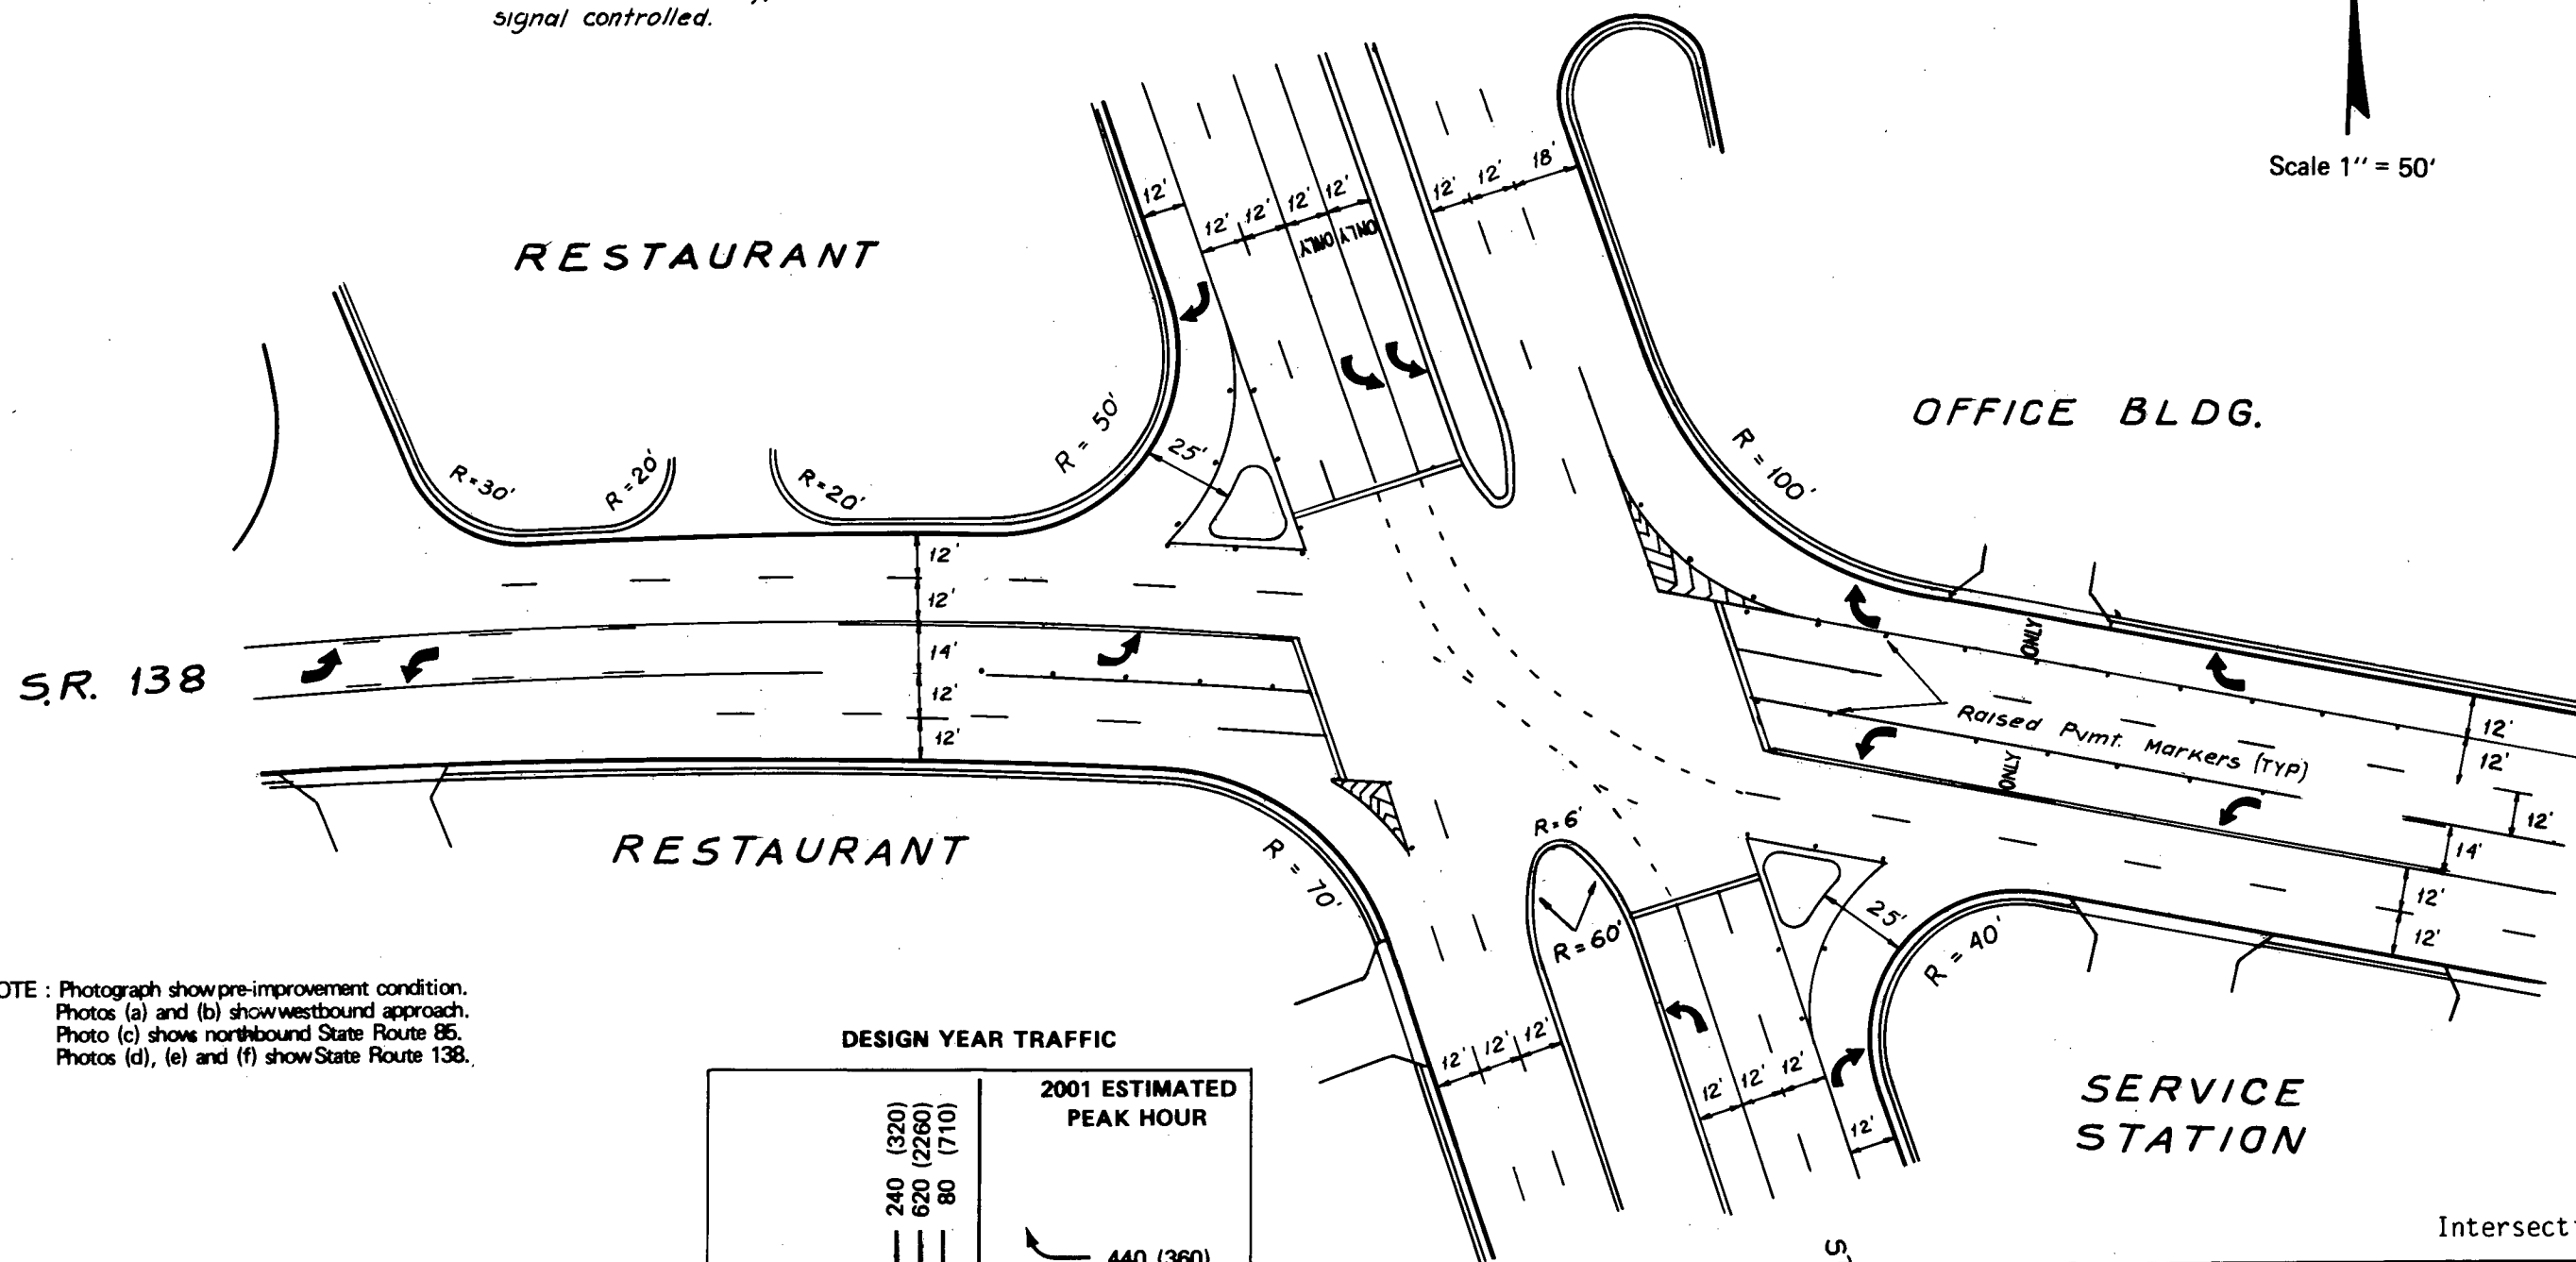 signal controlled.
Scale 1" = 50'
12'
12'
12'
12'
12'
ONLY
ONLY
12'
12'
18'
RESTAURANT
OFFICE BLDG.
R = 50'
25'
R = 100'
R=30'
R=20'
R=20'
12'
12'
14'
12'
12'
S.R. 138
ONLY
Raised Pvmt. Markers (TYP)
ONLY
12'
12'
12'
14'
12'
12'
RESTAURANT
R = 70'
R=6'
R=60'
25'
R = 40'
OTE : Photograph show pre-improvement condition.
Photos (a) and (b) show westbound approach.
Photo (c) shows northbound State Route 85.
Photos (d), (e) and (f) show State Route 138.
12'
12'
12'
12'
12'
12'
12'
SERVICE
STATION
DESIGN YEAR TRAFFIC
2001 ESTIMATED
PEAK HOUR
240 (320)
620 (2260)
80 (710)
440 (360)
Intersect